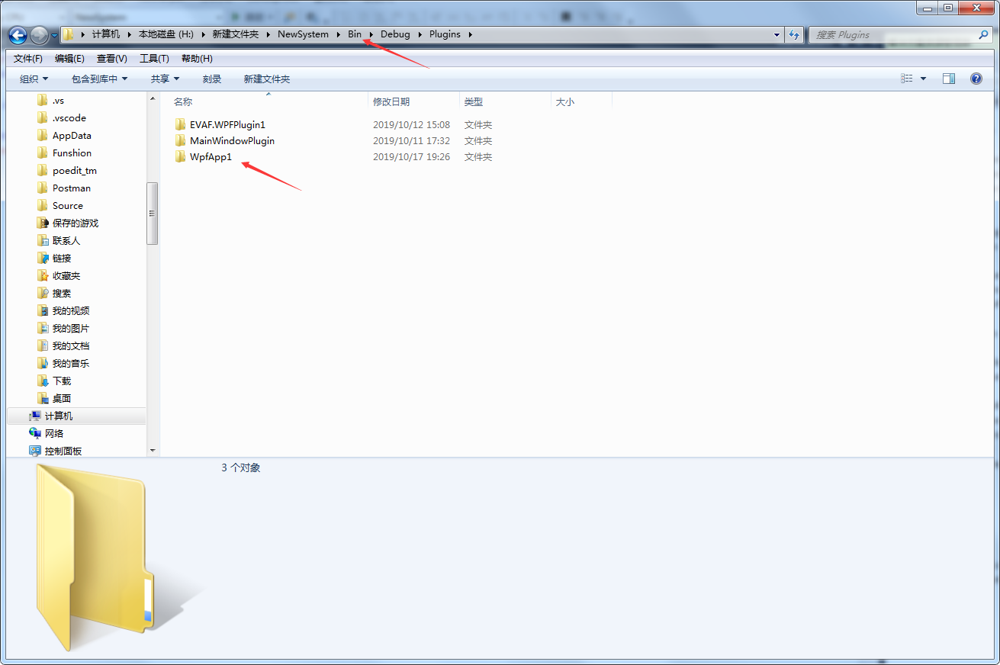 计算机 本地磁盘 (H:) 新建文件夹 NewSystem Bin Debug Plugins 搜索 Plugins
文件(F) 编辑(E) 查看(V) 工具(T) 帮助(H)
组织 包含到库中 共享 刻录 新建文件夹
.vs
.vscode
AppData
Funshion
poedit_tm
Postman
Source
保存的游戏
联系人
链接
收藏夹
搜索
我的视频
我的图片
我的文档
我的音乐
下载
桌面
计算机
网络
控制面板
名称 修改日期 类型 大小
EVAF.WPFPlugin1 2019/10/12 15:08 文件夹
MainWindowPlugin 2019/10/11 17:32 文件夹
WpfApp1 2019/10/17 19:26 文件夹
3 个对象